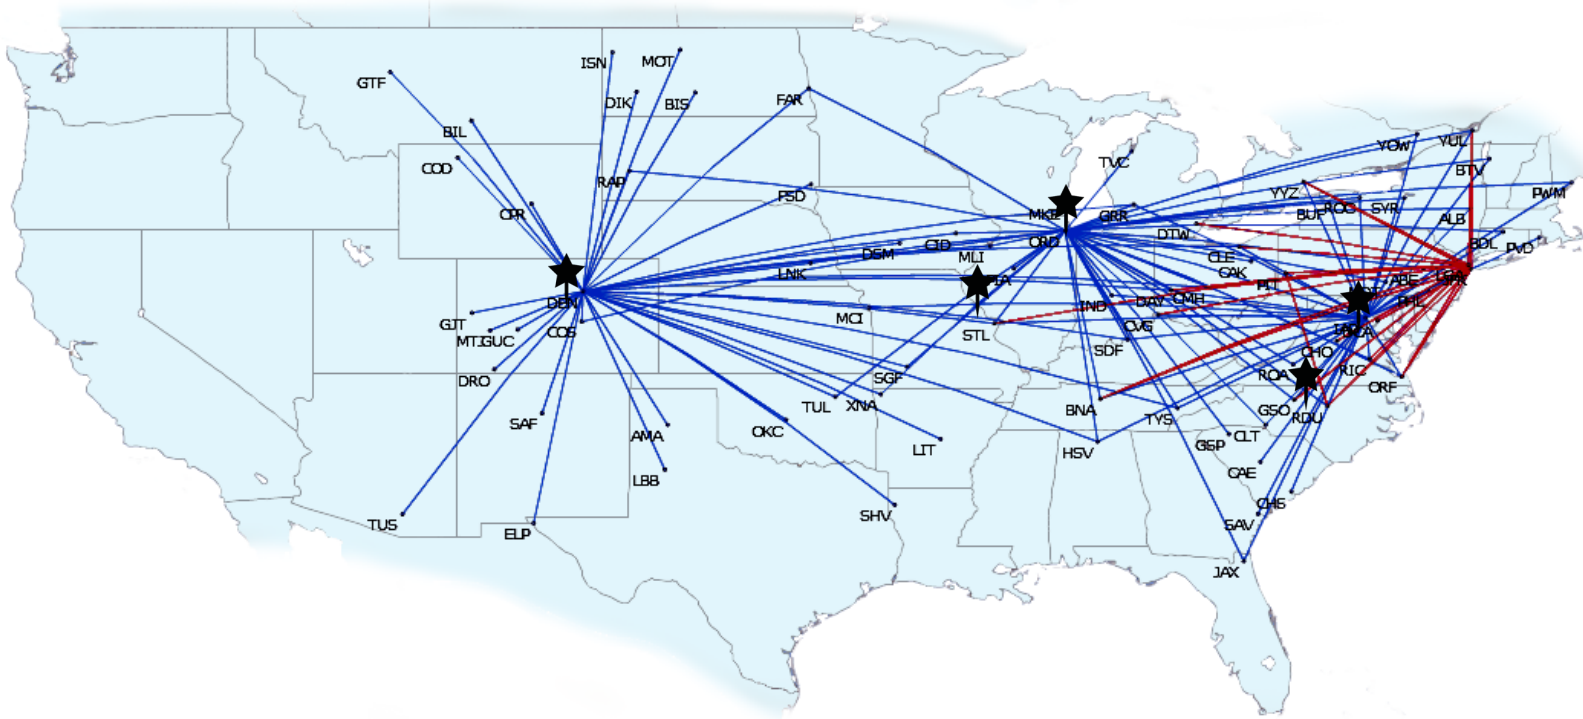 ISN
MOT
GTF
DIK
BIS
FAR
BIL
YOW
YUL
COD
TVC
BTV
RAP
FSD
YYZ
PWM
CPR
MKE
GRR
BUF
ROC
SYR
ALB
DTW
ORD
BDL
PVD
DSM
CID
MLI
CLE
CAK
LNK
PIT
ABE
DEN
IND
DAY
CMH
PHL
GJT
MCI
CVG
MTJ
GUC
COS
STL
SDF
CHO
DRO
SGF
ROA
RIC
ORF
TUL
XNA
BNA
TYS
GSO
RDU
SAF
AMA
OKC
LIT
HSV
GSP
CLT
LBB
CAE
SHV
CHS
TUS
ELP
SAV
JAX